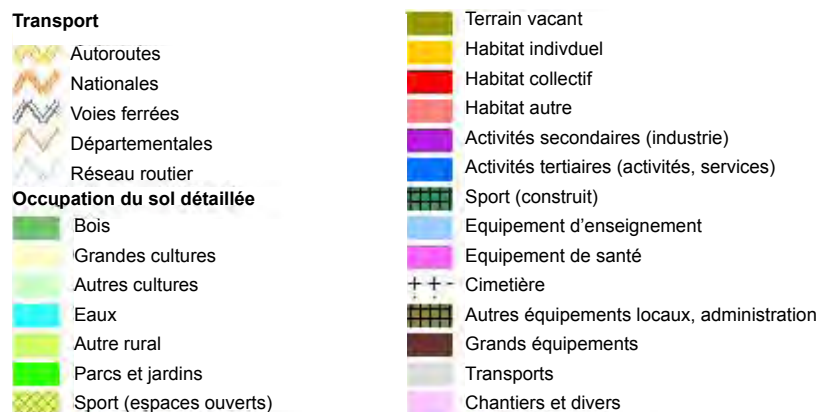 Transport
Autoroutes
Nationales
Voies ferrées
Départementales
Réseau routier
Occupation du sol détaillée
Bois
Grandes cultures
Autres cultures
Eaux
Autre rural
Parcs et jardins
Sport (espaces ouverts)
Terrain vacant
Habitat indivduel
Habitat collectif
Habitat autre
Activités secondaires (industrie)
Activités tertiaires (activités, services)
Sport (construit)
Equipement d'enseignement
Equipement de santé
Cimetière
Autres équipements locaux, administration
Grands équipements
Transports
Chantiers et divers